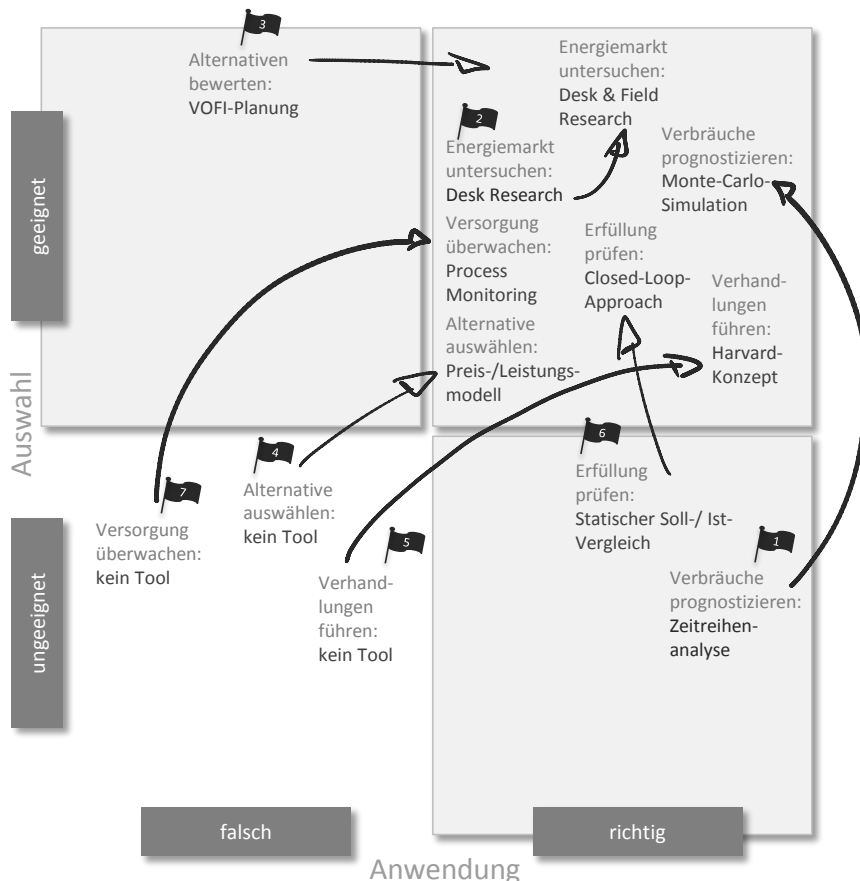 3
Alternativen
bewerten:
VOFI-Planung
Energiemarkt
untersuchen:
Desk & Field
Research
2
Energiemarkt
untersuchen:
Desk Research
Verbräuche
prognostizieren:
Monte-Carlo-
Simulation
Versorgung
überwachen:
Process
Monitoring
Erfüllung
prüfen:
Closed-Loop-
Approach
Verhand-
lungen
führen:
Harvard-
Konzept
Alternative
auswählen:
Preis-/Leistungs-
modell
geeignet
Auswahl
ungeeignet
7
Versorgung
überwachen:
kein Tool
4
Alternative
auswählen:
kein Tool
5
Verhand-
lungen
führen:
kein Tool
6
Erfüllung
prüfen:
Statischer Soll-/ Ist-
Vergleich
1
Verbräuche
prognostizieren:
Zeitreihen-
analyse
falsch
richtig
Anwendung